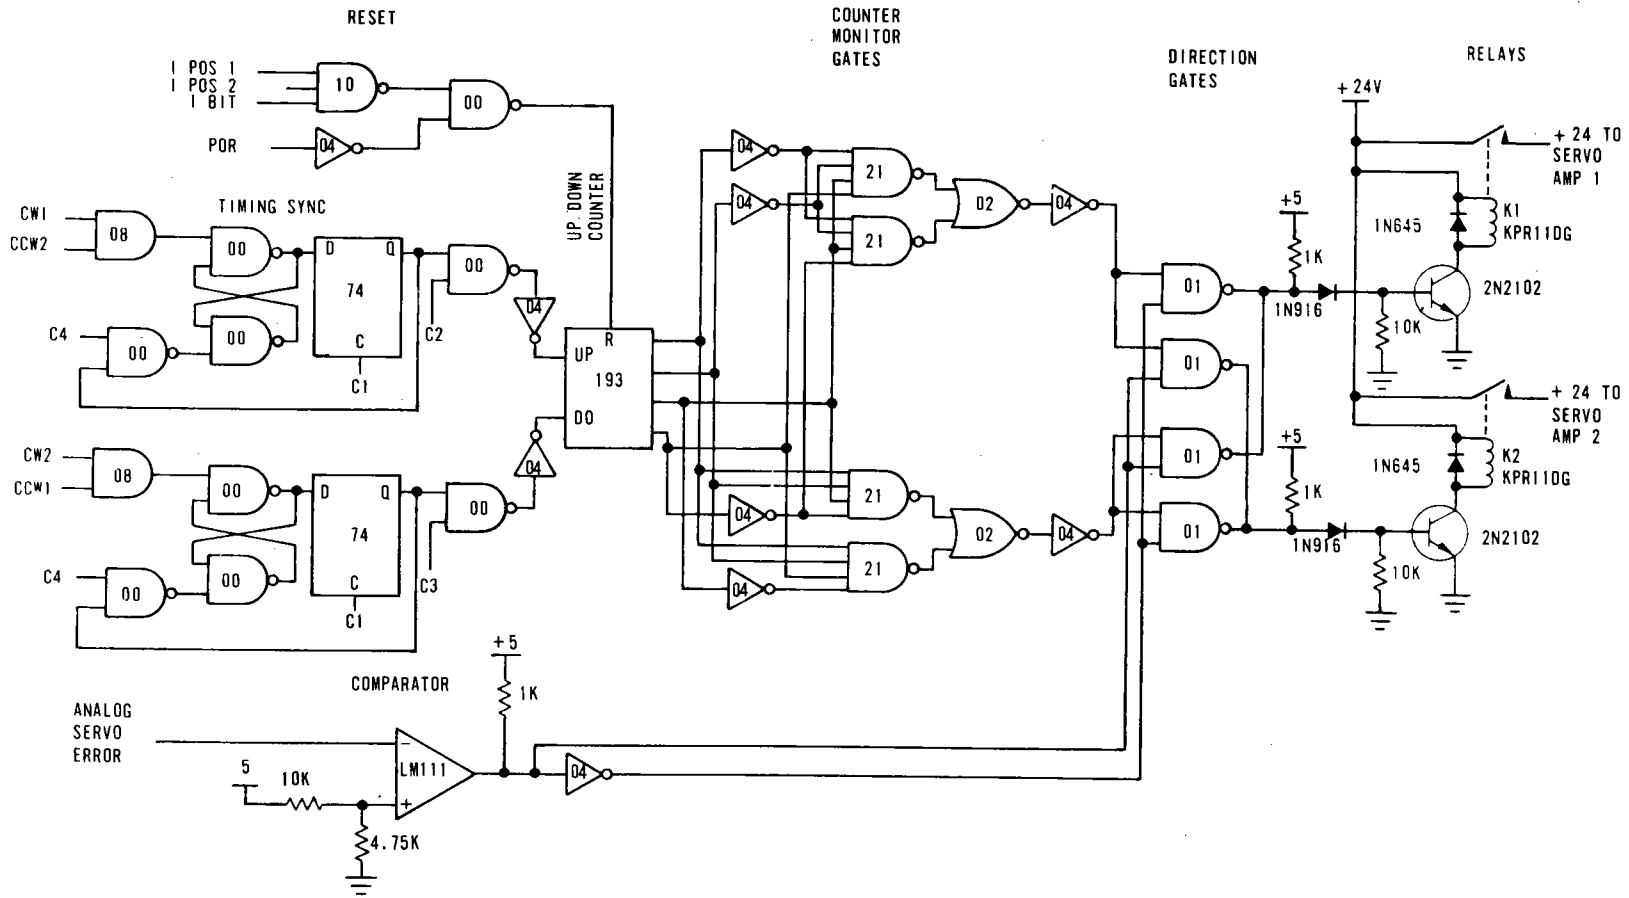 RESET
COUNTER
MONITOR
GATES
DIRECTION
GATES
RELAYS
I POS 1
I POS 2
I BIT
10
00
POR
04
+ 24V
+ 24 TO
SERVO
AMP 1
CW1
CCW2
08
TIMING SYNC
00
D
Q
74
C
C1
00
C2
04
C4
00
00
UP. DOWN
COUNTER
R
UP
193
DO
04
04
21
21
02
04
01
+5
1K
1N916
10K
1N645
K1
KPR11DG
2N2102
01
+ 24 TO
SERVO
AMP 2
CW2
CCW1
08
00
D
Q
74
C
C1
00
C3
04
C4
00
00
21
04
21
04
02
04
01
01
+5
1K
1N916
10K
1N645
K2
KPR11DG
2N2102
COMPARATOR
+5
1K
ANALOG
SERVO
ERROR
−
LM111
+
04
5
10K
4.75K